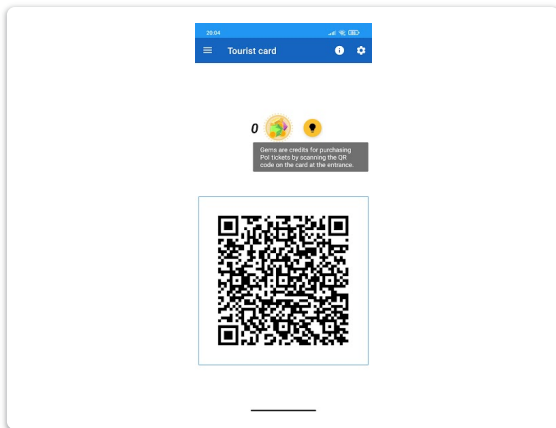 20:04
Tourist card
0
Gems are credits for purchasing
PoI tickets by scanning the QR
code on the card at the entrance.